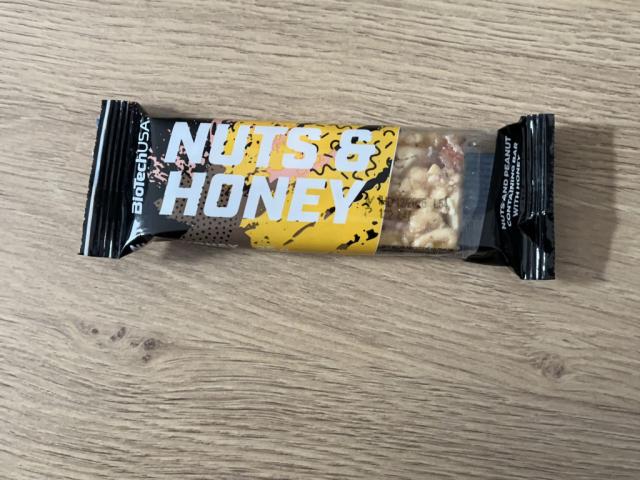 BioTechUSA
NUTS &
HONEY
NUTS AND PEANUT
CONTAINING BAR
WITH HONEY